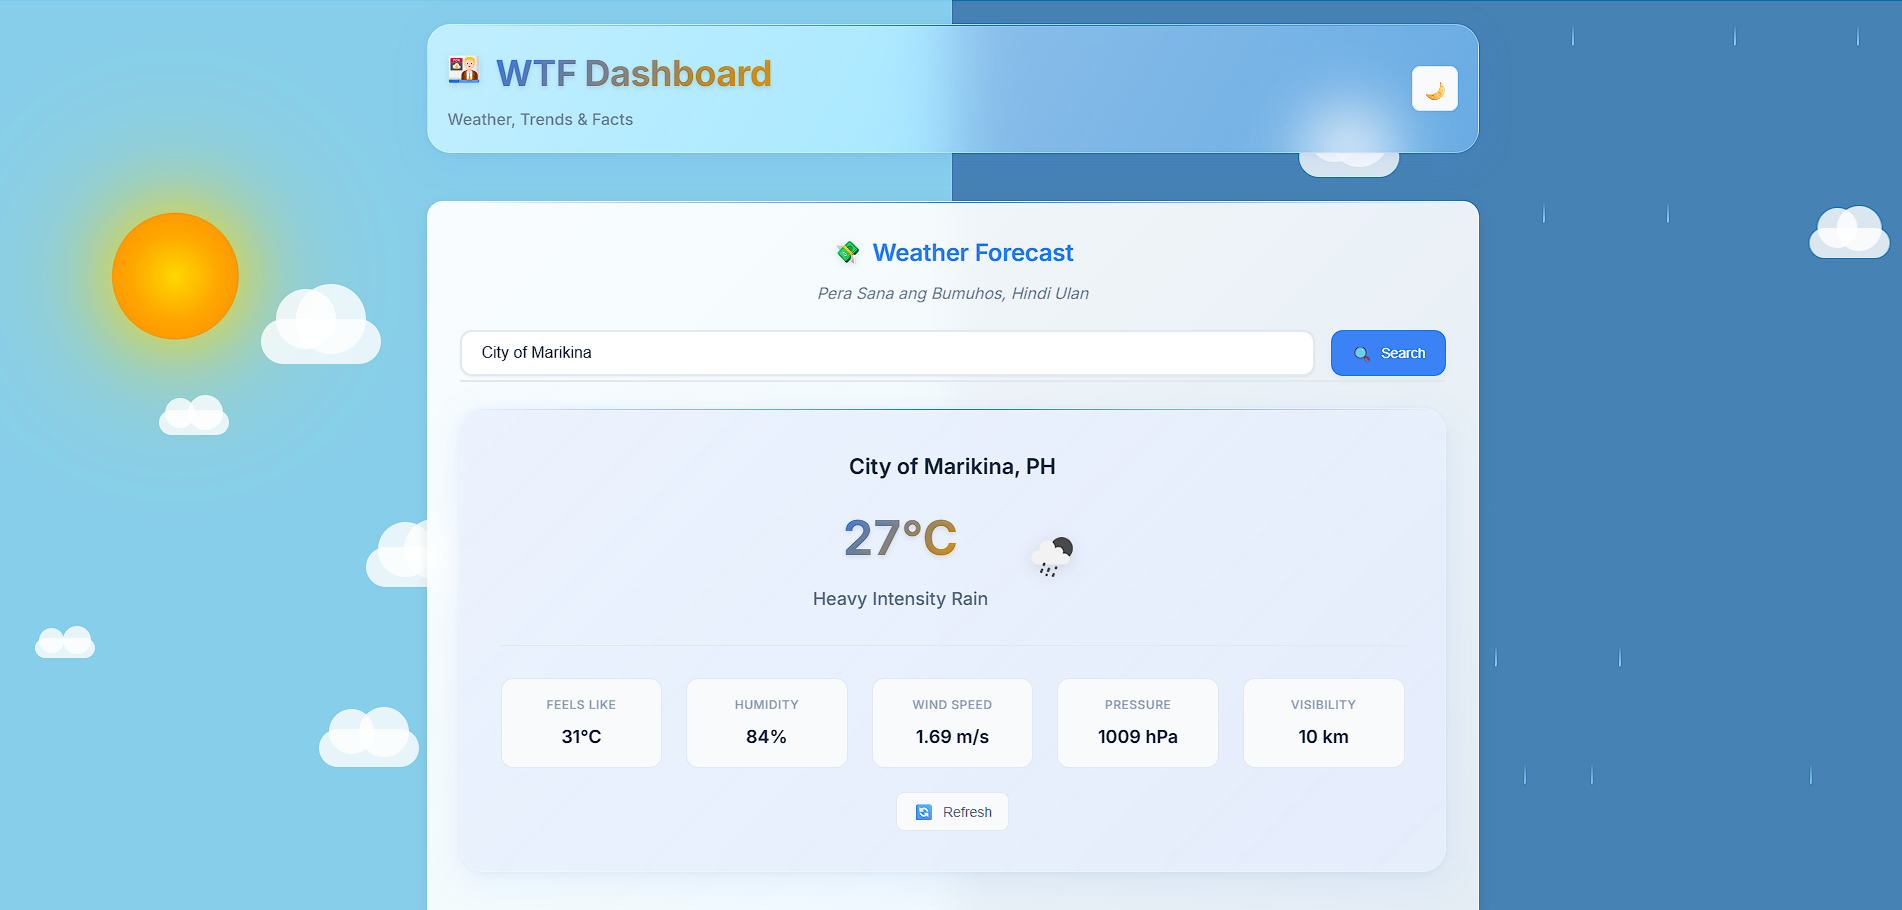 WTF Dashboard
Weather, Trends & Facts
Weather Forecast
Pera Sana ang Bumuhos, Hindi Ulan
City of Marikina
Search
City of Marikina, PH
27°C
Heavy Intensity Rain
FEELS LIKE
31°C
HUMIDITY
84%
WIND SPEED
1.69 m/s
PRESSURE
1009 hPa
VISIBILITY
10 km
Refresh